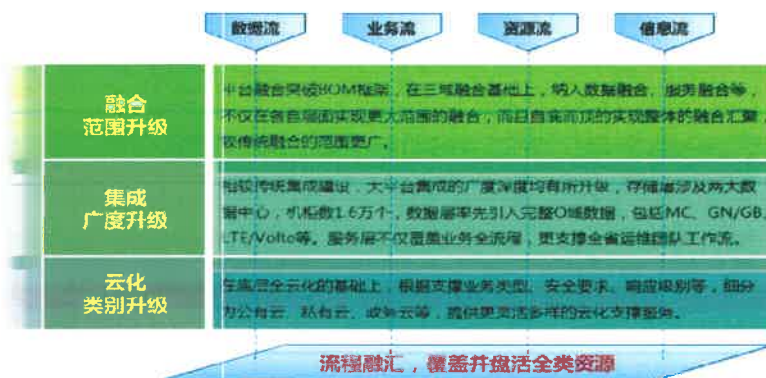 数据流
业务流
资源流
信息流
融合
范围升级
平台融合突破BOM框架，在三域融合基础上，纳入数据融合、服务融合等，
不仅在各自层面实现更大范围的融合，而且自底而顶的实现整体的融合汇聚，
较传统融合的范围更广。
集成
广度升级
相较传统集成建设，大平台集成的广度深度均有所升级，存储层涉及两大数
据中心，机柜数1.6万个，数据层率先引入完整O域数据，包括MC、GN/GB、
LTE/Volte等。服务层不仅覆盖业务全流程，更支撑全省运维团队工作流。
云化
类别升级
在底层全云化的基础上，根据支撑业务类型、安全要求、响应级别等，细分
为公有云、私有云、政务云等，提供更灵活多样的云化支撑服务。
流程融汇，覆盖并盘活全类资源